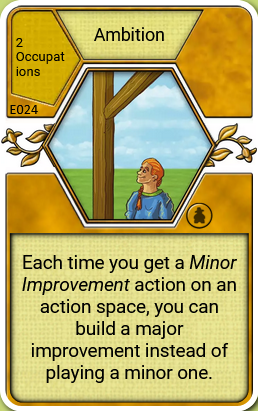 2
Occupat
ions
Ambition
E024
Each time you get a Minor
Improvement action on an
action space, you can
build a major
improvement instead of
playing a minor one.